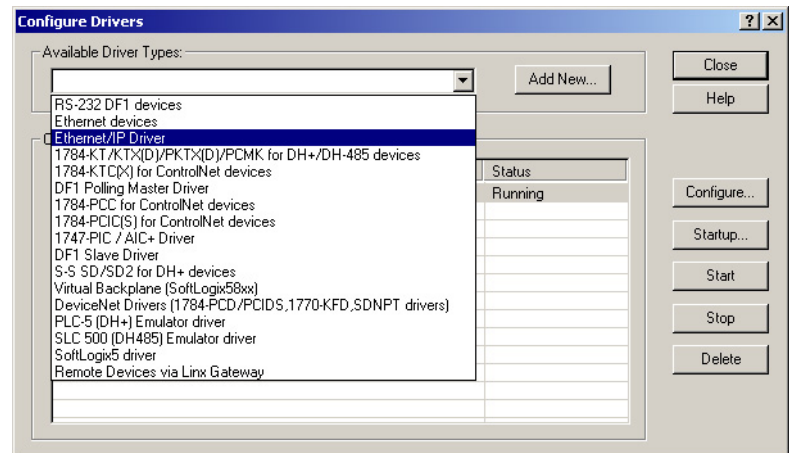 Configure Drivers
Available Driver Types:
Add New...
Close
Help
RS-232 DF1 devices
Ethernet devices
Ethernet/IP Driver
1784-KT/KTX(D)/PKTX(D)/PCMK for DH+/DH-485 devices
1784-KTC(X) for ControlNet devices
DF1 Polling Master Driver
1784-PCC for ControlNet devices
1784-PCIC(S) for ControlNet devices
1747-PIC / AIC+ Driver
DF1 Slave Driver
S-S SD/SD2 for DH+ devices
Virtual Backplane (SoftLogix58xx)
DeviceNet Drivers (1784-PCD/PCIDS,1770-KFD,SDNPT drivers)
PLC-5 (DH+) Emulator driver
SLC 500 (DH485) Emulator driver
SoftLogix5 driver
Remote Devices via Linx Gateway
Status
Running
Configure...
Startup...
Start
Stop
Delete